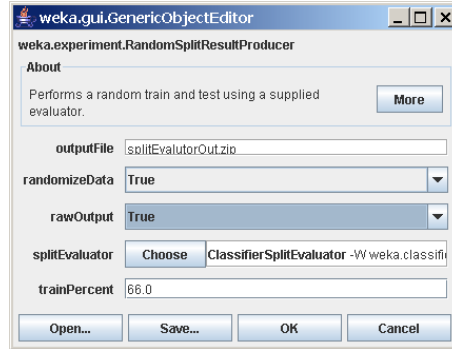 weka.gui.GenericObjectEditor
weka.experiment.RandomSplitResultProducer
About
Performs a random train and test using a supplied
evaluator.
More
outputFile splitEvalutorOut.zip
randomizeData True
rawOutput True
splitEvaluator Choose ClassifierSplitEvaluator -W weka.classifi
trainPercent 66.0
Open... Save... OK Cancel